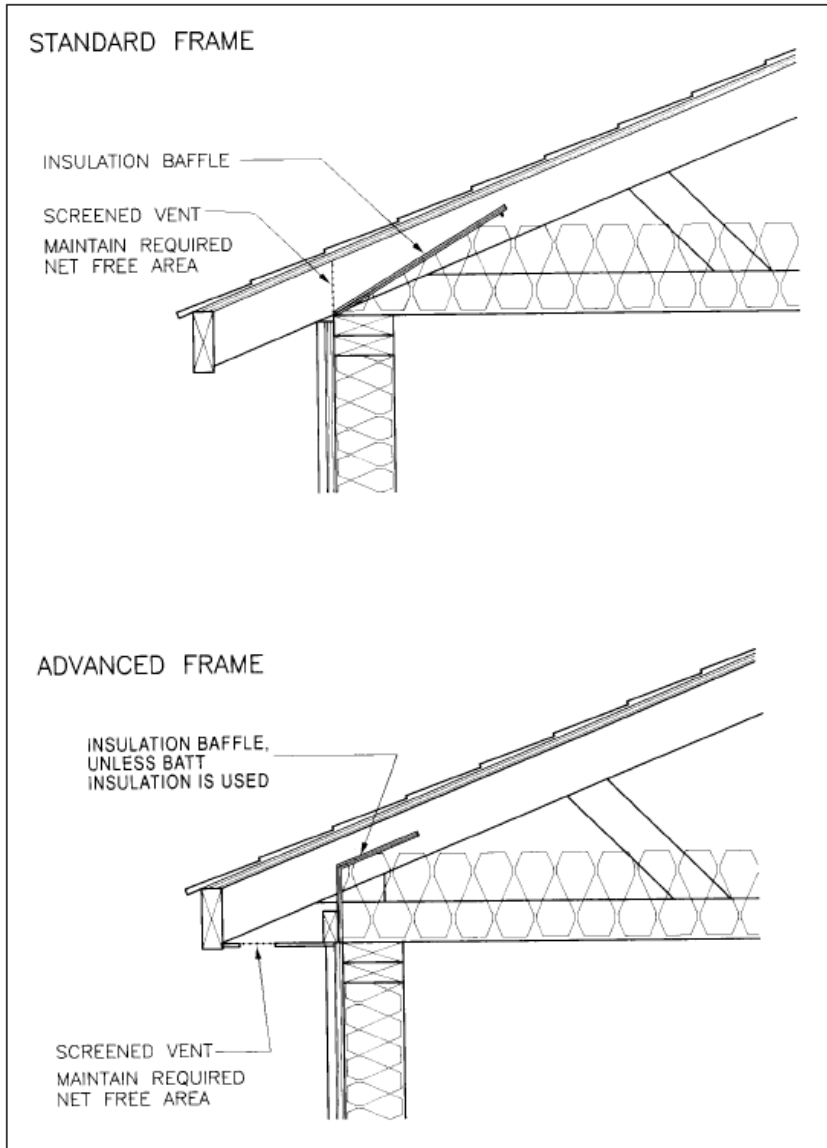 STANDARD FRAME
INSULATION BAFFLE
SCREENED VENT
MAINTAIN REQUIRED
NET FREE AREA
ADVANCED FRAME
INSULATION BAFFLE,
UNLESS BATT
INSULATION IS USED
SCREENED VENT
MAINTAIN REQUIRED
NET FREE AREA